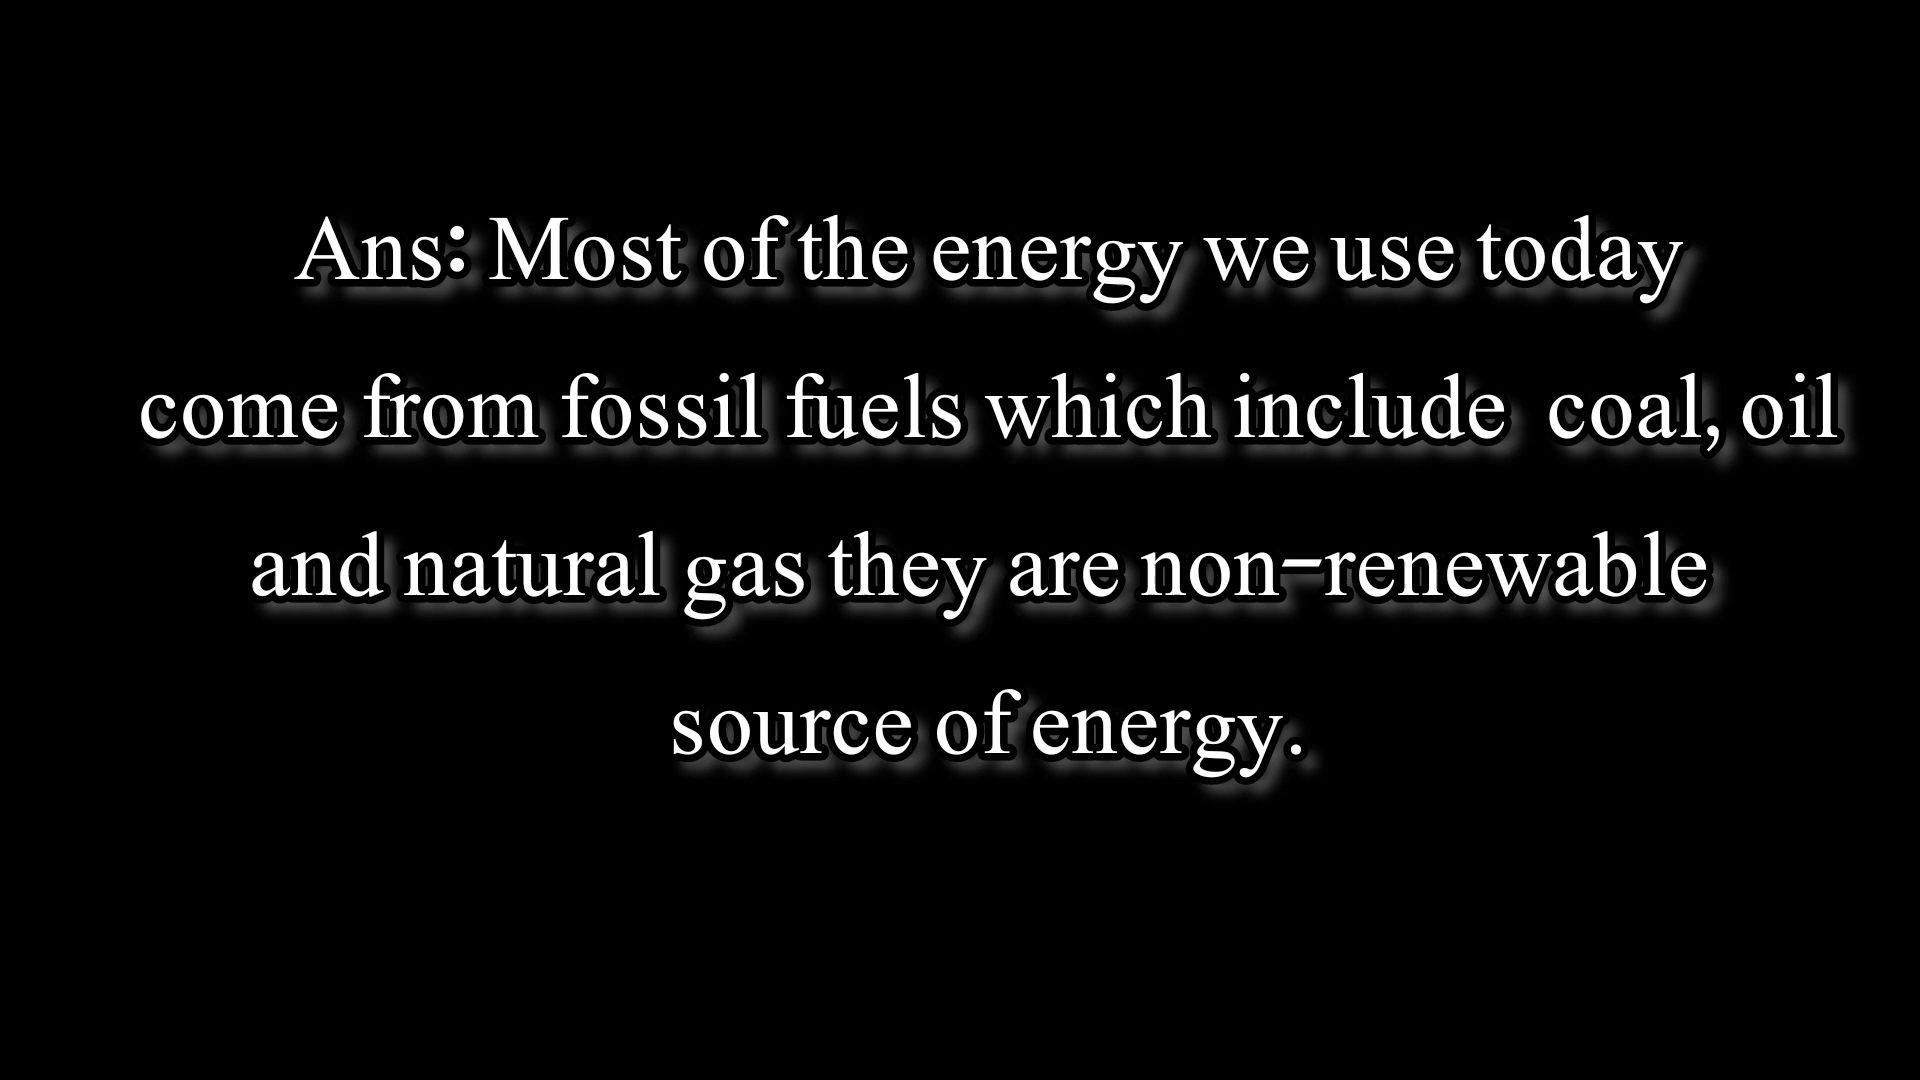 Ans: Most of the energy we use today
come from fossil fuels which include  coal, oil
and natural gas they are non-renewable
source of energy.